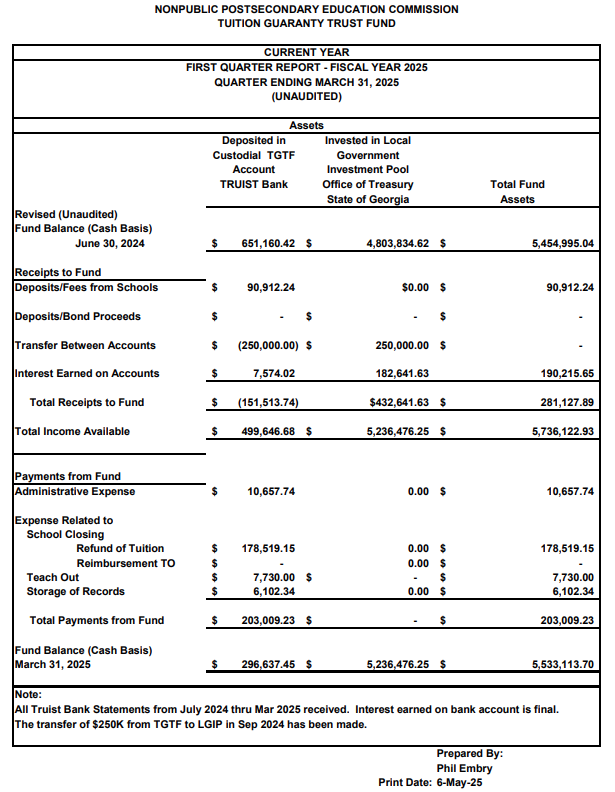 NONPUBLIC POSTSECONDARY EDUCATION COMMISSION
TUITION GUARANTY TRUST FUND
CURRENT YEAR
FIRST QUARTER REPORT - FISCAL YEAR 2025
QUARTER ENDING MARCH 31, 2025
(UNAUDITED)
Assets
Deposited in Invested in Local
Custodial TGTF Government
Account Investment Pool
TRUIST Bank Office of Treasury Total Fund
State of Georgia Assets
Revised (Unaudited)
Fund Balance (Cash Basis)
June 30, 2024 $ 651,160.42 $ 4,803,834.62 $ 5,454,995.04
Receipts to Fund
Deposits/Fees from Schools $ 90,912.24 $0.00 $ 90,912.24
Deposits/Bond Proceeds $ - $ - $ -
Transfer Between Accounts $ (250,000.00) $ 250,000.00 $ -
Interest Earned on Accounts $ 7,574.02 182,641.63 $ 190,215.65
Total Receipts to Fund $ (151,513.74) $432,641.63 $ 281,127.89
Total Income Available $ 499,646.68 $ 5,236,476.25 $ 5,736,122.93
Payments from Fund
Administrative Expense $ 10,657.74 0.00 $ 10,657.74
Expense Related to
School Closing
Refund of Tuition $ 178,519.15 0.00 $ 178,519.15
Reimbursement TO $ - 0.00 $ -
Teach Out $ 7,730.00 $ - $ 7,730.00
Storage of Records $ 6,102.34 0.00 $ 6,102.34
Total Payments from Fund $ 203,009.23 $ - $ 203,009.23
Fund Balance (Cash Basis)
March 31, 2025 $ 296,637.45 $ 5,236,476.25 $ 5,533,113.70
Note:
All Truist Bank Statements from July 2024 thru Mar 2025 received. Interest earned on bank account is final.
The transfer of $250K from TGTF to LGIP in Sep 2024 has been made.
Prepared By:
Phil Embry
Print Date: 6-May-25